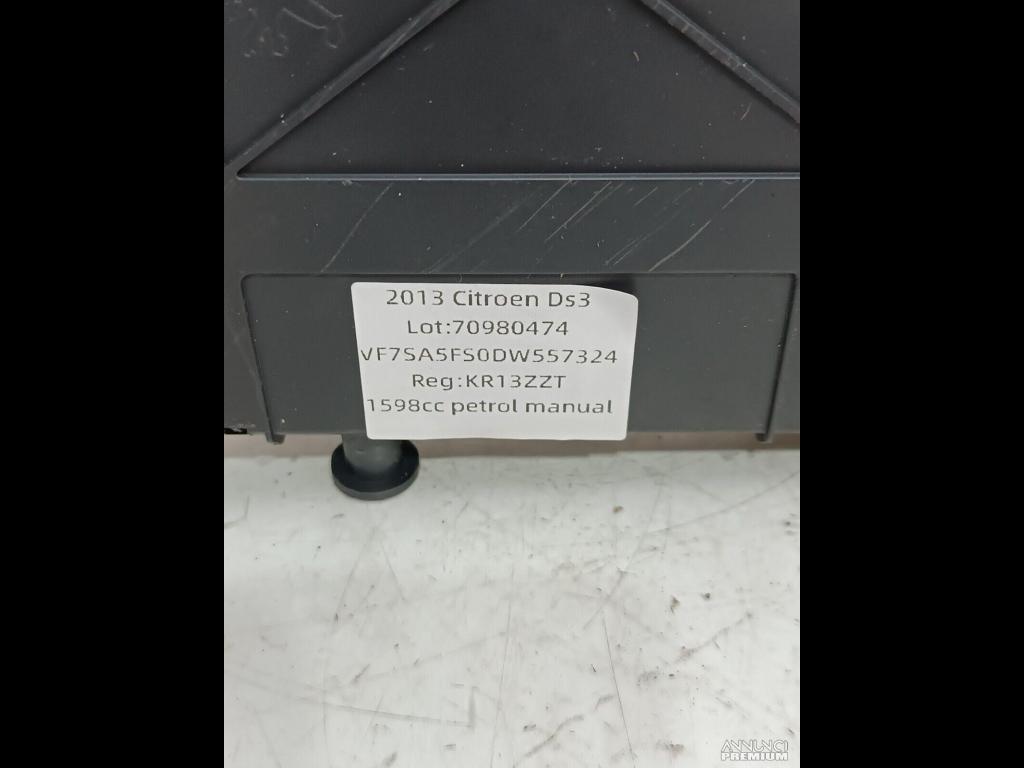 2013 Citroen Ds3
Lot:70980474
VF7SA5FS0DW557324
Reg:KR13ZZT
1598cc petrol manual
ANNUNCI
PREMIUM